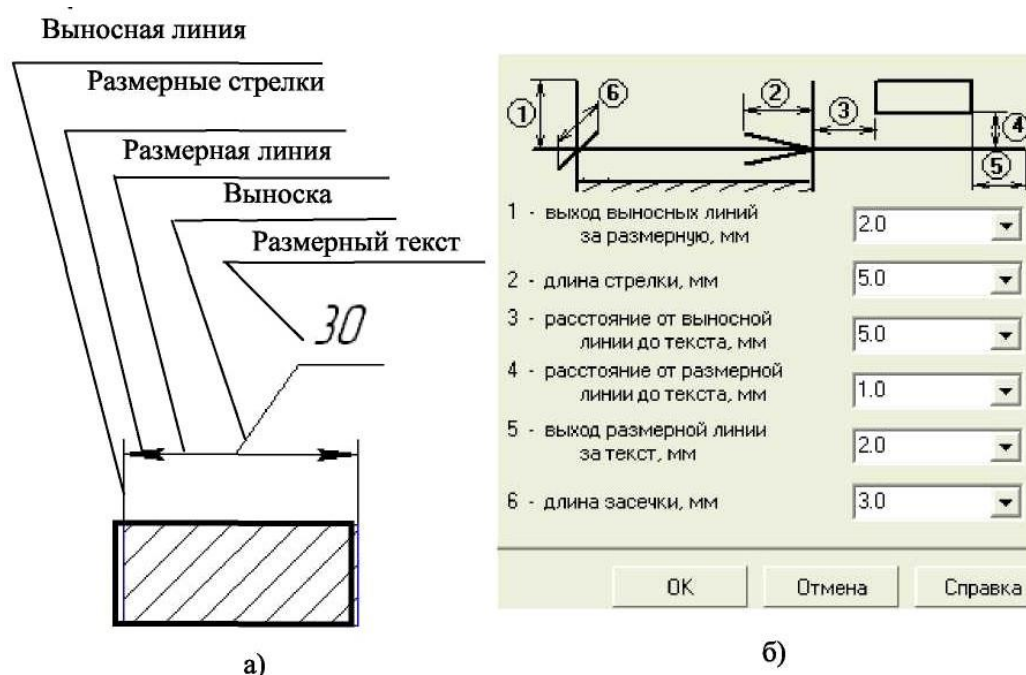 Выносная линия
Размерные стрелки
Размерная линия
Выноска
Размерный текст
30
а)
1
6
2
3
4
5
1 - выход выносных линий
за размерную, мм
2.0
2 - длина стрелки, мм
5.0
3 - расстояние от выносной
линии до текста, мм
5.0
4 - расстояние от размерной
линии до текста, мм
1.0
5 - выход размерной линии
за текст, мм
2.0
6 - длина засечки, мм
3.0
OK
Отмена
Справка
б)